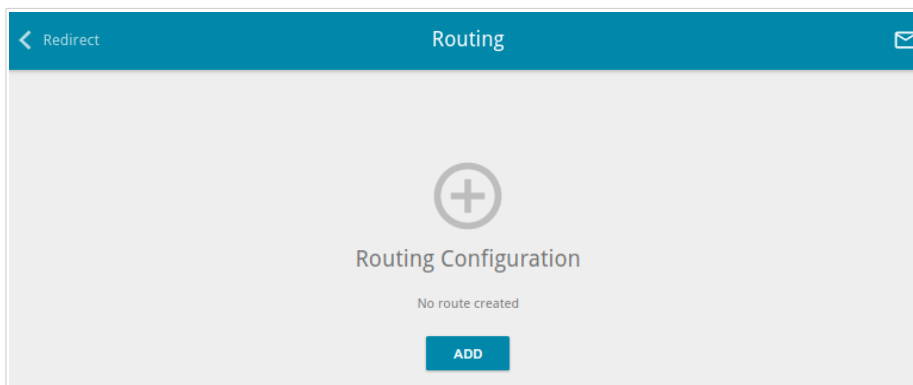 Redirect
Routing
Routing Configuration
No route created
ADD